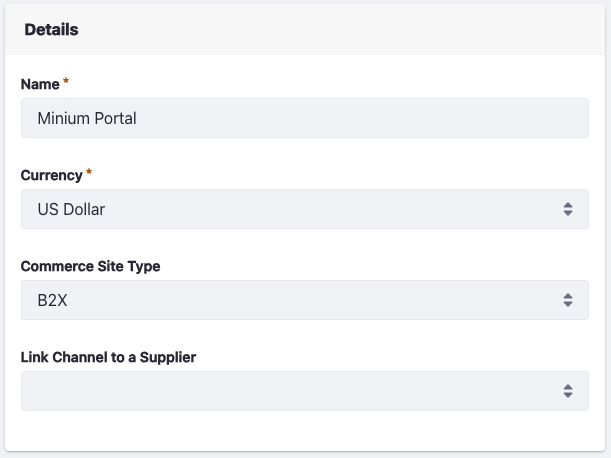 Details
Name *
Minium Portal
Currency *
US Dollar
Commerce Site Type
B2X
Link Channel to a Supplier